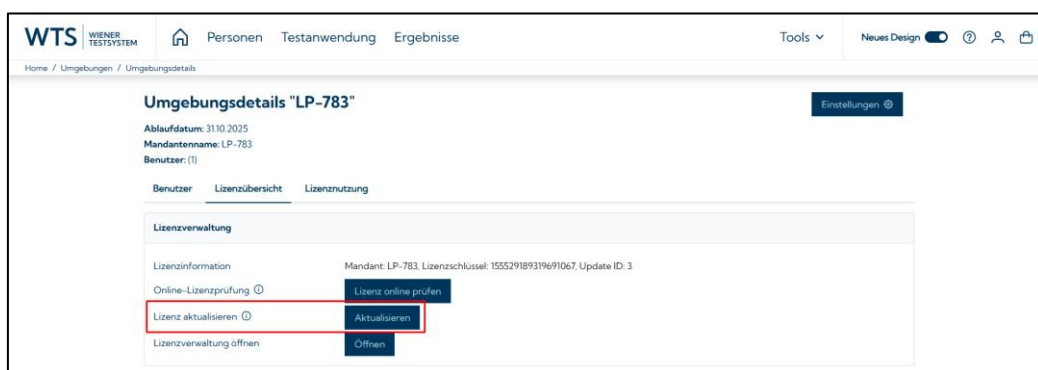 WTS WIENER TESTSYSTEM Personen Testanwendung Ergebnisse Tools Neues Design
Home / Umgebungen / Umgebungsdetails
Umgebungsdetails "LP-783" Einstellungen
Ablaufdatum: 31.10.2025
Mandantenname: LP-783
Benutzer: (1)
Benutzer Lizenzübersicht Lizenznutzung
Lizenzverwaltung
Lizenzinformation Mandant: LP-783, Lizenzschlüssel: 155529189319691067, Update ID: 3
Online-Lizenzprüfung Lizenz online prüfen
Lizenz aktualisieren Aktualisieren
Lizenzverwaltung öffnen Öffnen